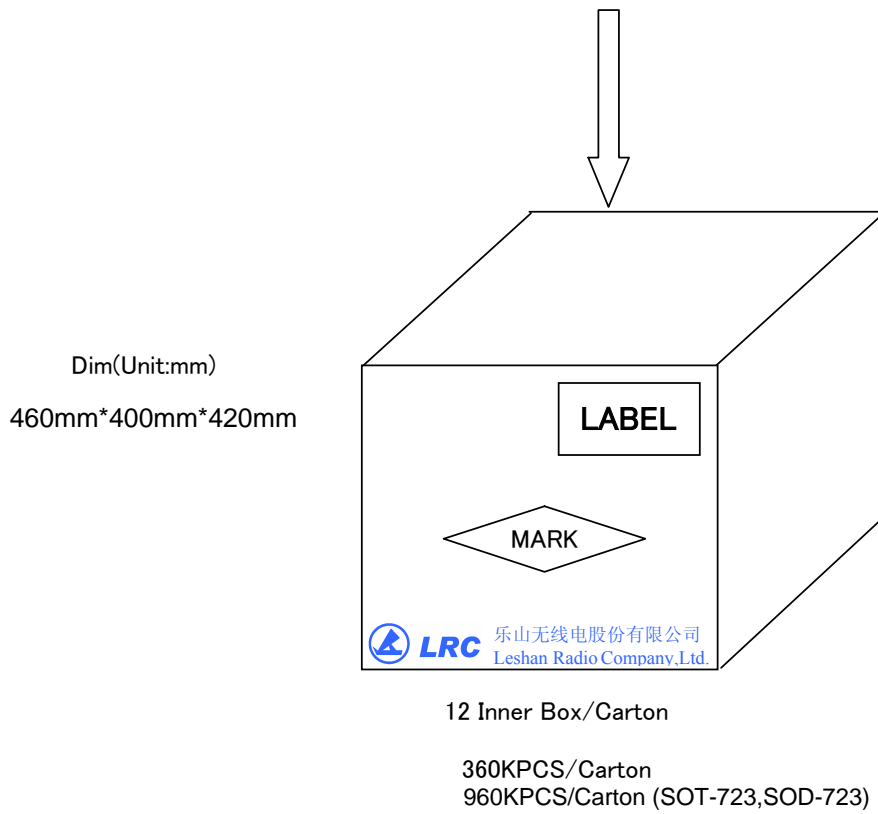 Dim(Unit:mm)
460mm*400mm*420mm
LABEL
MARK
LRC
乐山无线电股份有限公司
Leshan Radio Company,Ltd.
12 Inner Box/Carton
360KPCS/Carton
960KPCS/Carton (SOT-723,SOD-723)